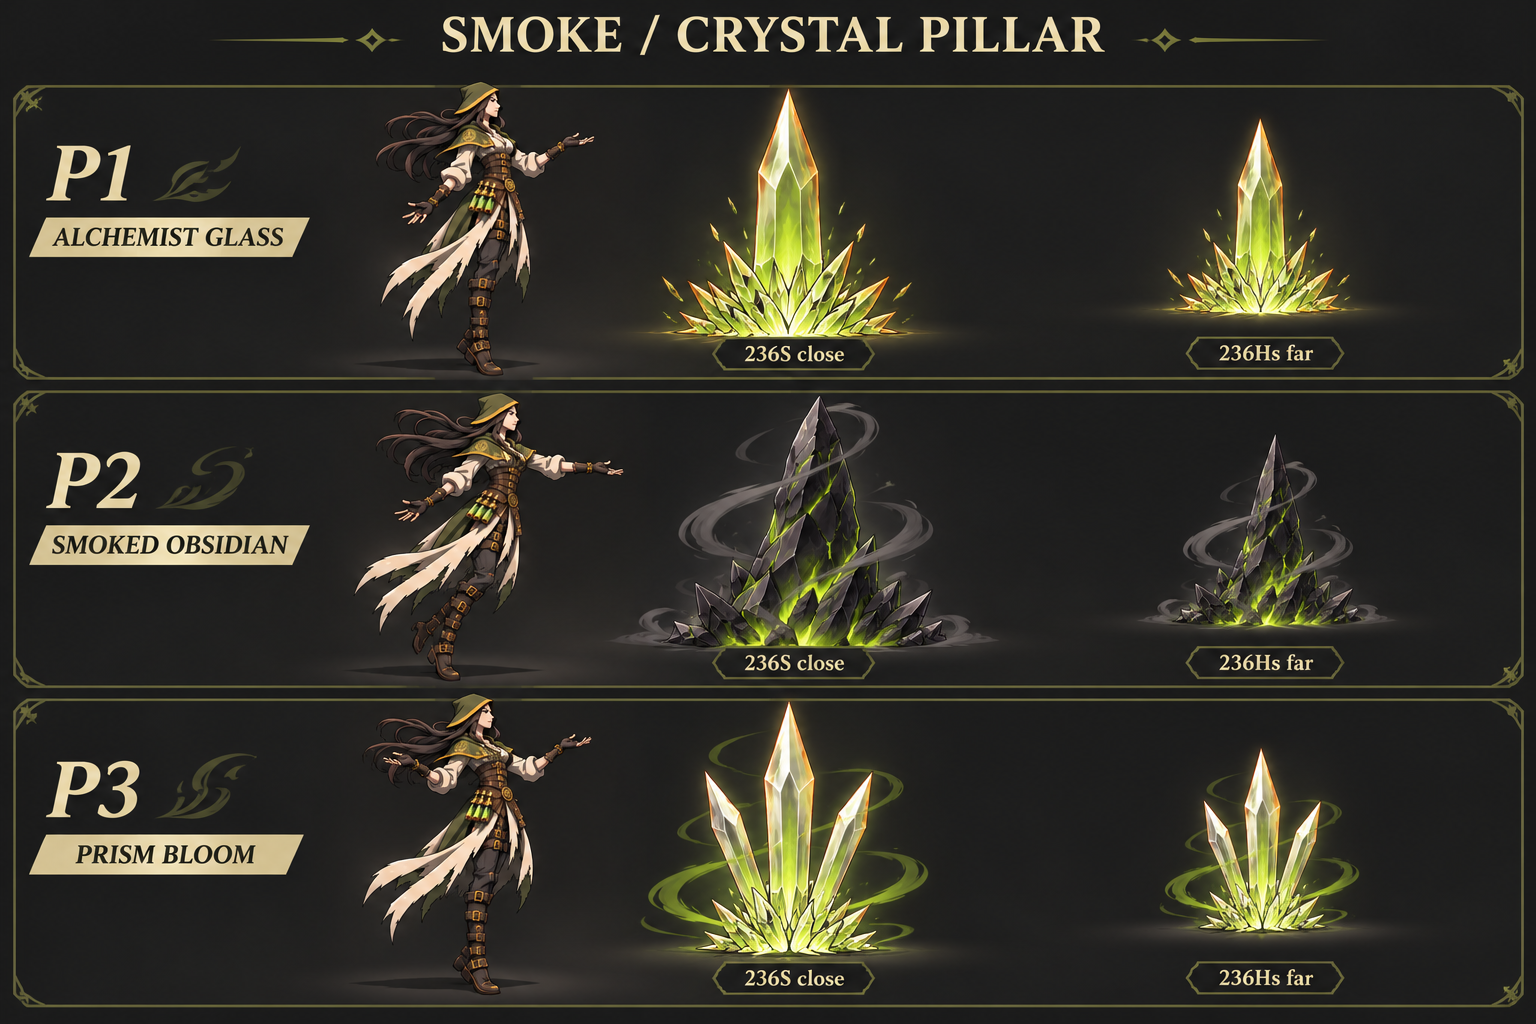 SMOKE / CRYSTAL PILLAR
P1
ALCHEMIST GLASS
236S close
236Hs far
P2
SMOKED OBSIDIAN
236S close
236Hs far
P3
PRISM BLOOM
236S close
236Hs far